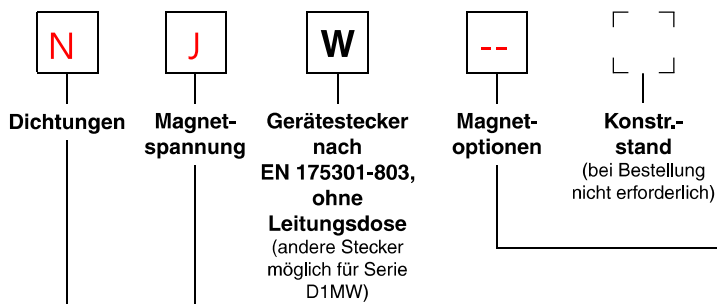 N J W --
Dichtungen
Magnet-
spannung
Gerätestecker
nach
EN 175301-803,
ohne
Leitungsdose
(andere Stecker
möglich für Serie
D1MW)
Magnet-
optionen
Konstr.-
stand
(bei Bestellung
nicht erforderlich)